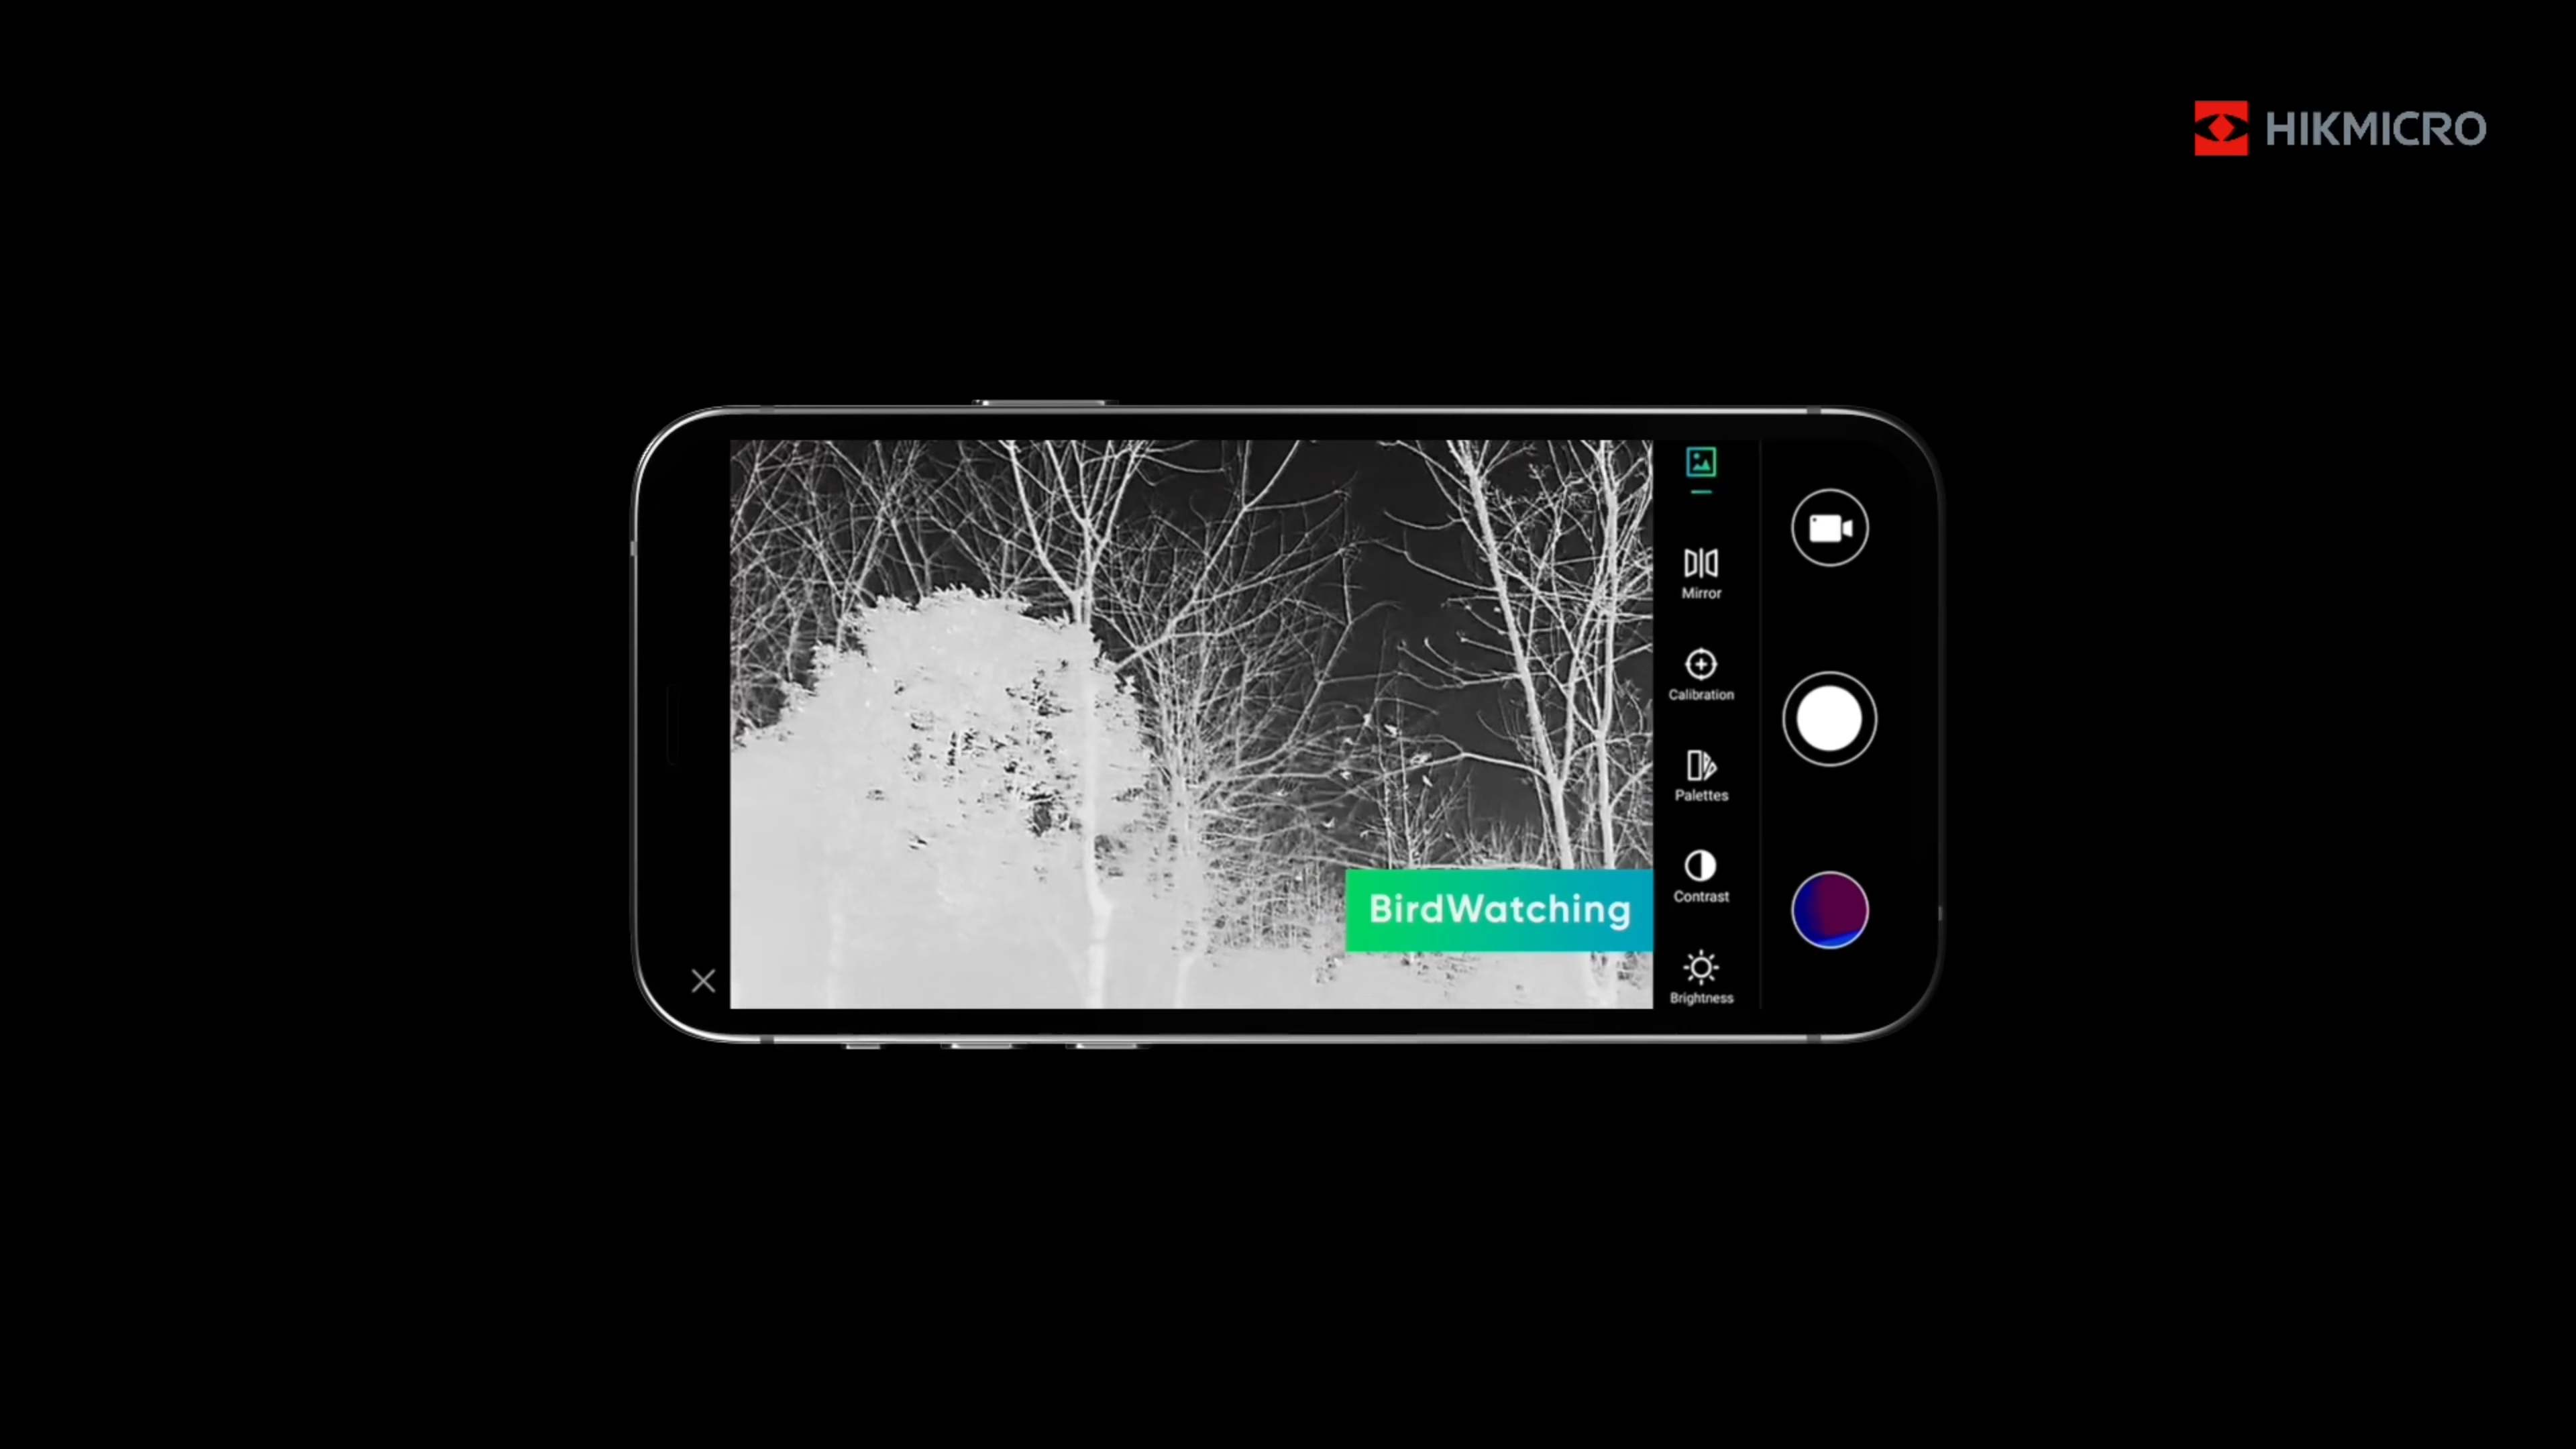 HIKMICRO
Mirror
Calibration
Palettes
Contrast
BirdWatching
Brightness